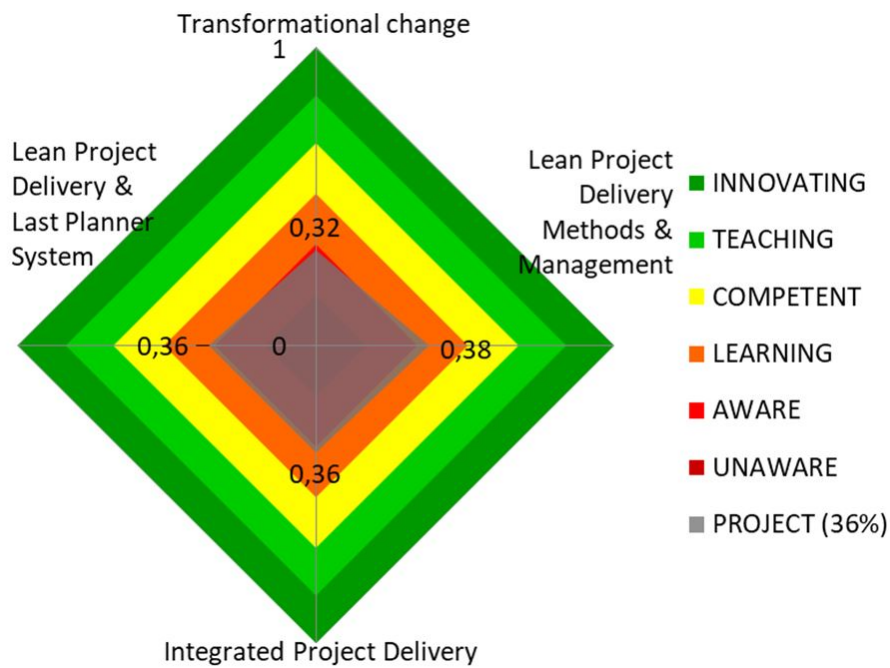 Transformational change
1
Lean Project
Delivery &
Last Planner
System
Lean Project
Delivery
Methods &
Management
0,32
0,36
0
0,38
0,36
Integrated Project Delivery
INNOVATING
TEACHING
COMPETENT
LEARNING
AWARE
UNAWARE
PROJECT (36%)